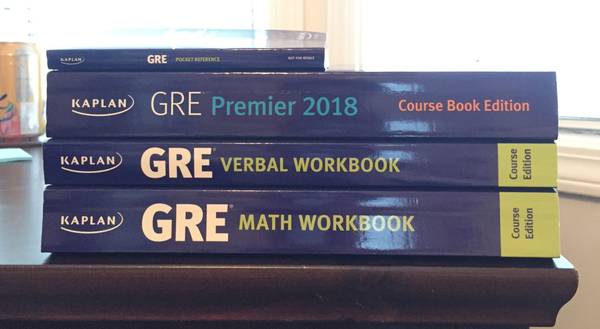 KAPLAN GRE POCKET REFERENCE NOT FOR RESALE
KAPLAN GRE Premier 2018 Course Book Edition
KAPLAN GRE® VERBAL WORKBOOK Course Edition
KAPLAN GRE® MATH WORKBOOK Course Edition